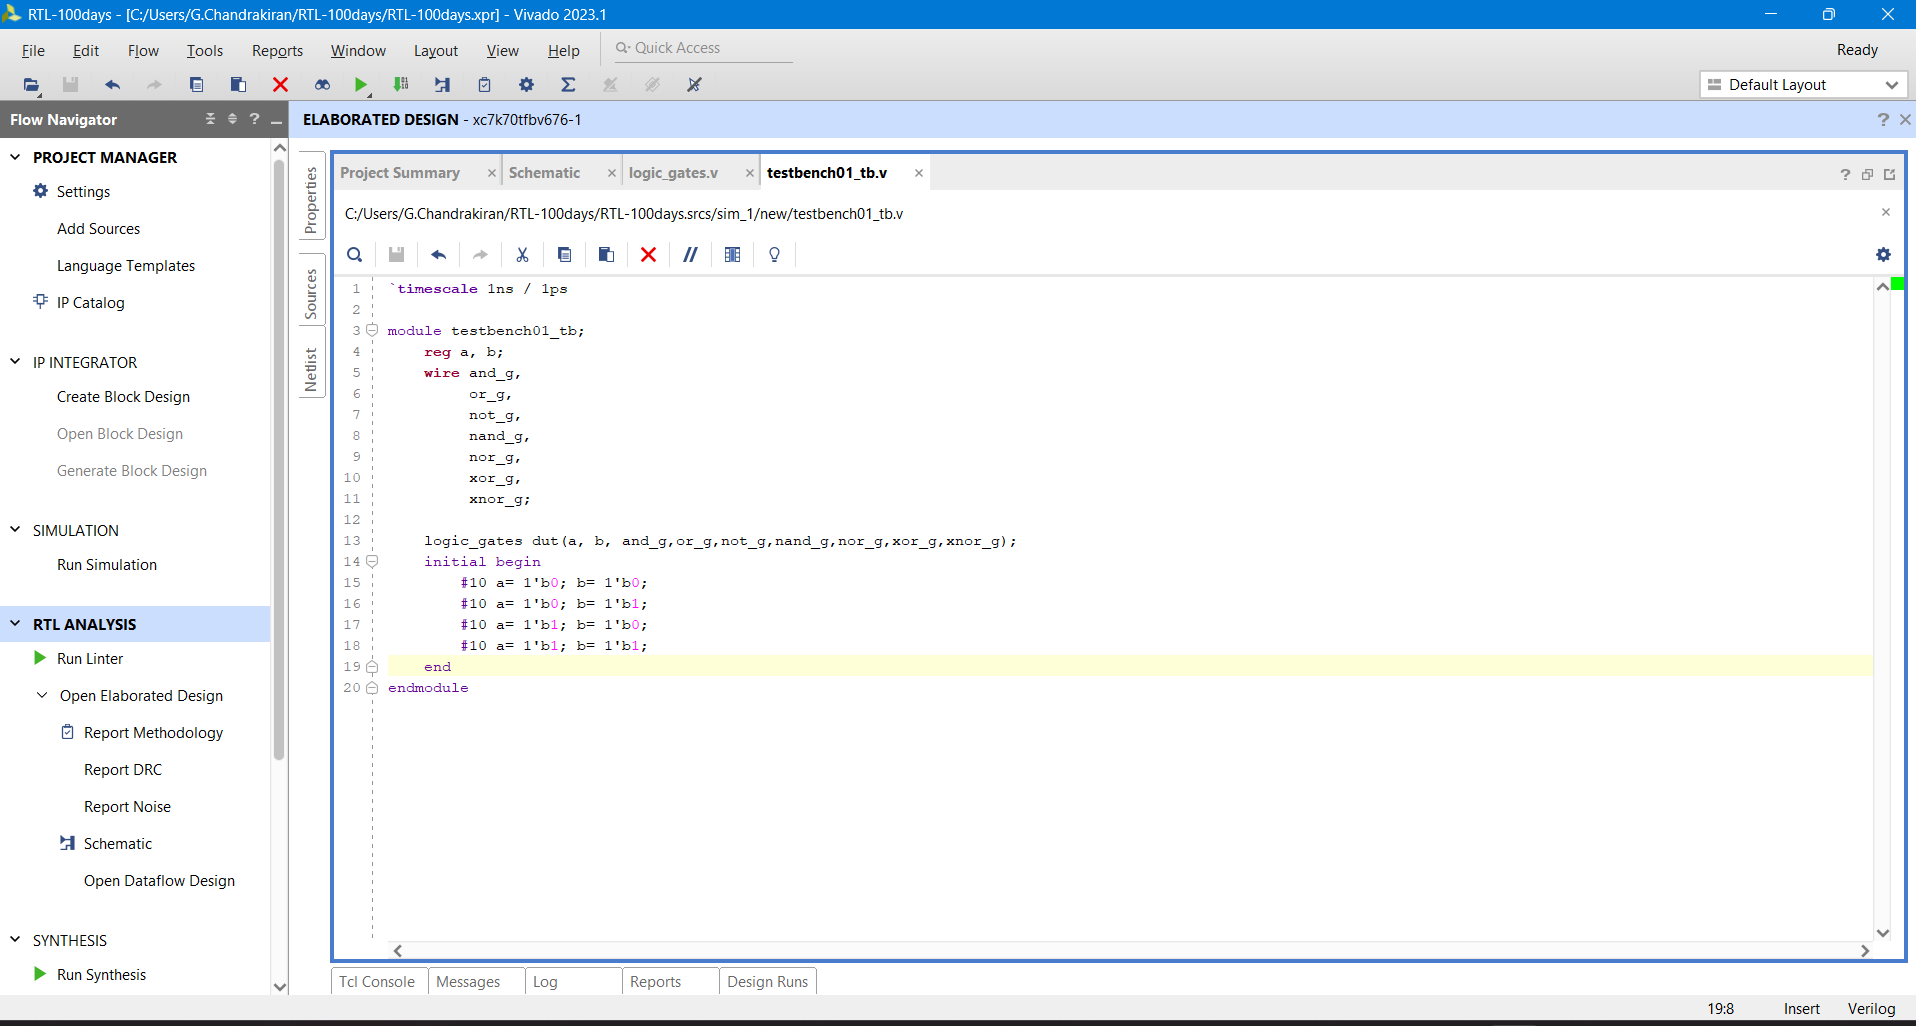 RTL-100days - [C:/Users/G.Chandrakiran/RTL-100days/RTL-100days.xpr] - Vivado 2023.1
File Edit Flow Tools Reports Window Layout View Help Quick Access Ready
Default Layout
Flow Navigator
ELABORATED DESIGN - xc7k70tfbv676-1
PROJECT MANAGER
Settings
Add Sources
Language Templates
IP Catalog
IP INTEGRATOR
Create Block Design
Open Block Design
Generate Block Design
SIMULATION
Run Simulation
RTL ANALYSIS
Run Linter
Open Elaborated Design
Report Methodology
Report DRC
Report Noise
Schematic
Open Dataflow Design
SYNTHESIS
Run Synthesis
Properties
Sources
Netlist
Project Summary Schematic logic_gates.v testbench01_tb.v
C:/Users/G.Chandrakiran/RTL-100days/RTL-100days.srcs/sim_1/new/testbench01_tb.v
1 `timescale 1ns / 1ps
2
3 module testbench01_tb;
4 reg a, b;
5 wire and_g,
6 or_g,
7 not_g,
8 nand_g,
9 nor_g,
10 xor_g,
11 xnor_g;
12
13 logic_gates dut(a, b, and_g,or_g,not_g,nand_g,nor_g,xor_g,xnor_g);
14 initial begin
15 #10 a= 1'b0; b= 1'b0;
16 #10 a= 1'b0; b= 1'b1;
17 #10 a= 1'b1; b= 1'b0;
18 #10 a= 1'b1; b= 1'b1;
19 end
20 endmodule
Tcl Console Messages Log Reports Design Runs
19:8 Insert Verilog